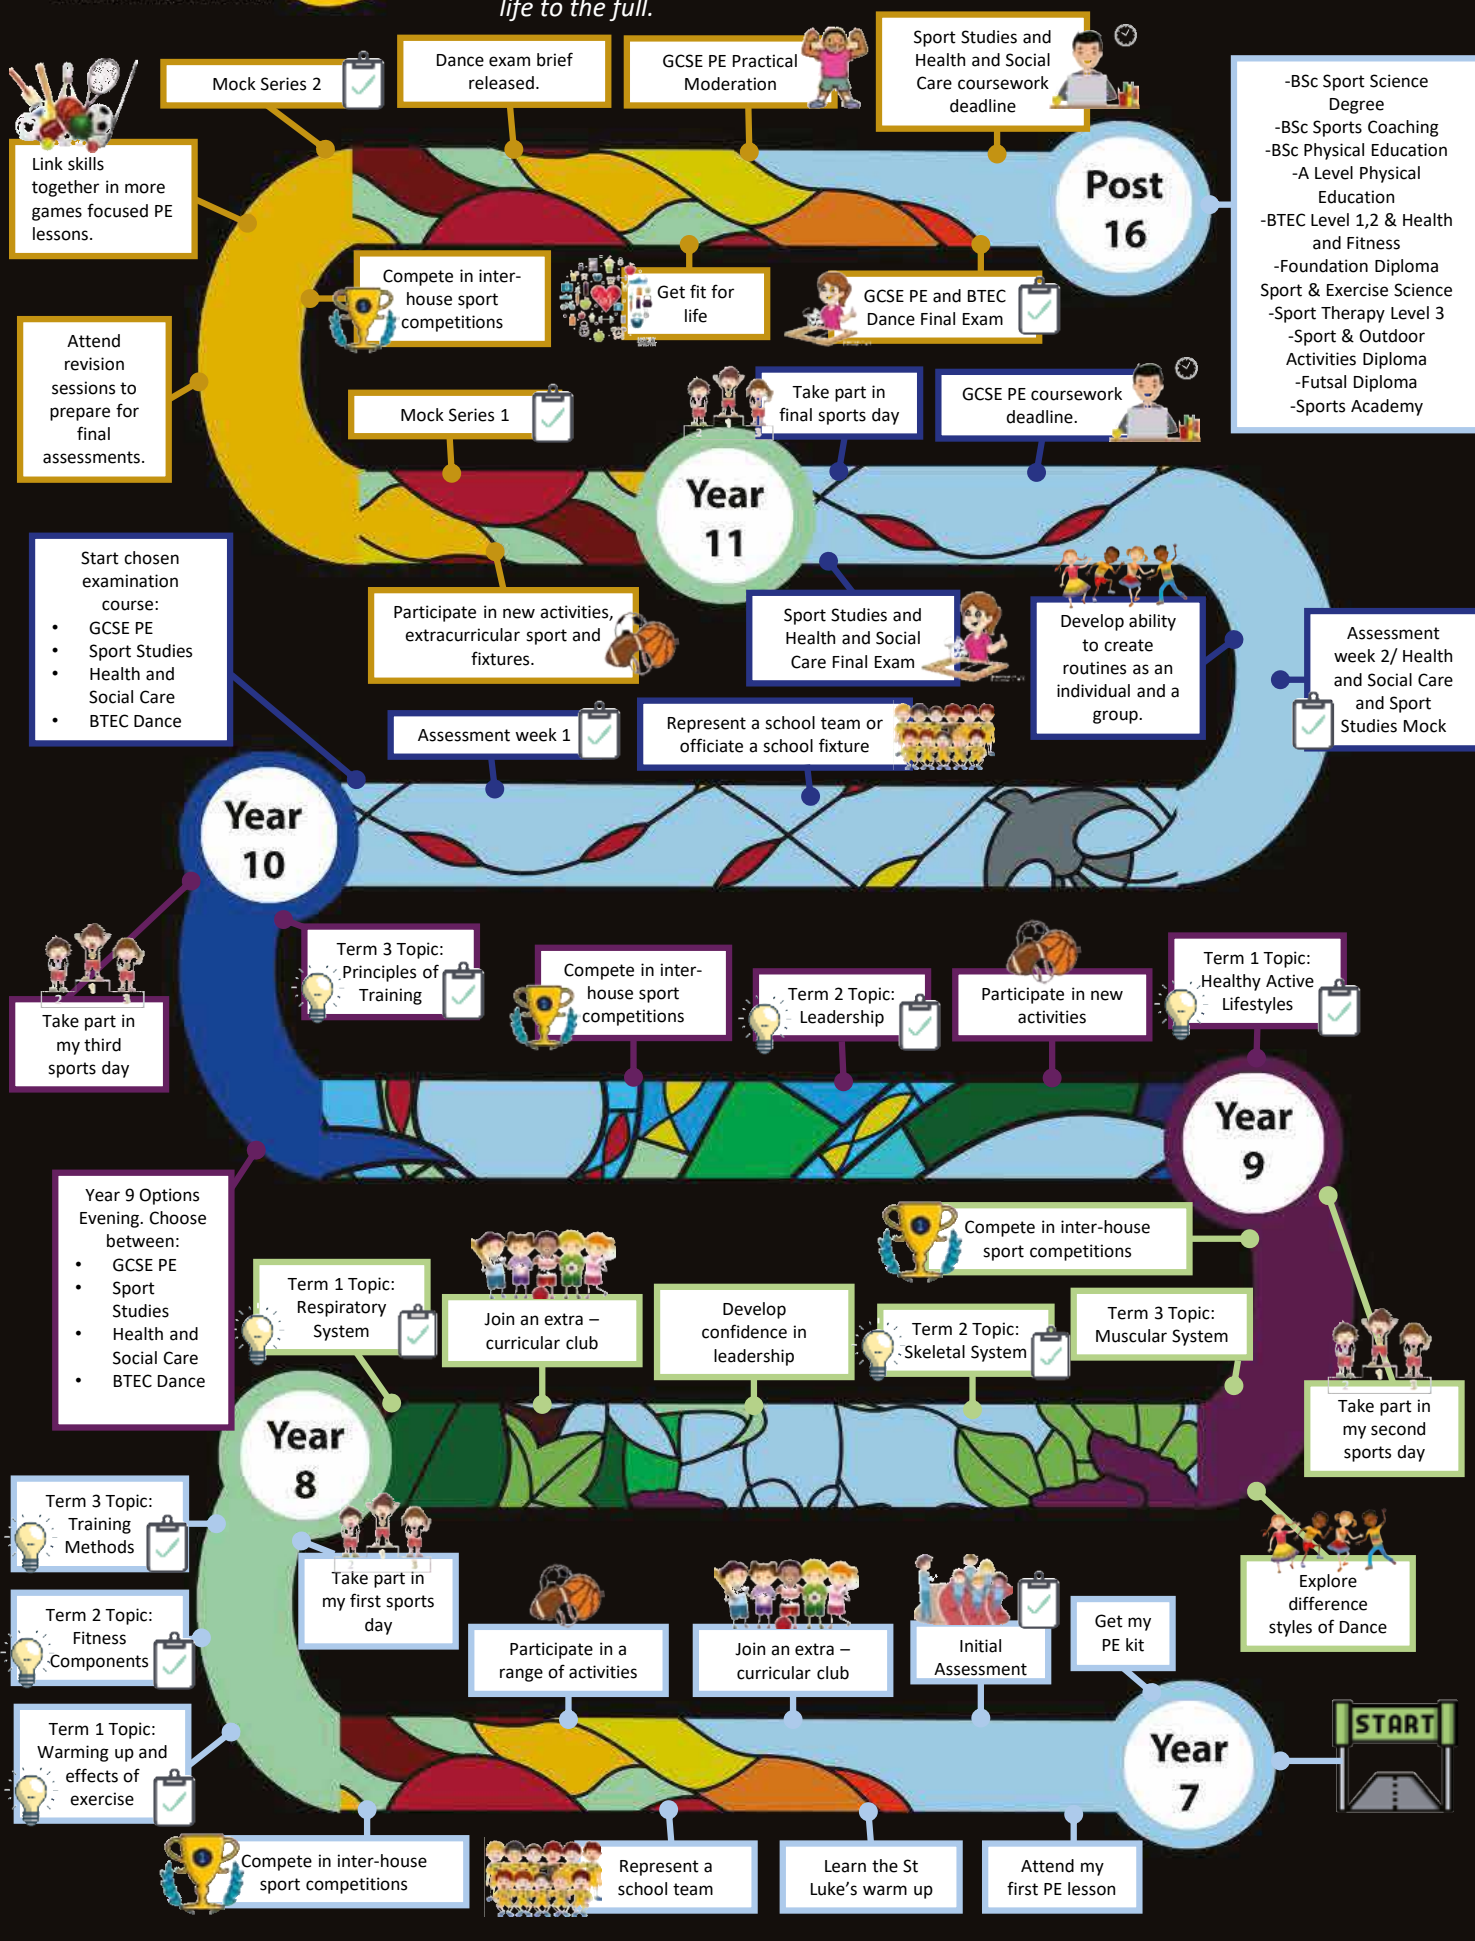 life to the full.
Mock Series 2
Dance exam brief
released.
GCSE PE Practical
Moderation
Sport Studies and
Health and Social
Care coursework
deadline
-BSc Sport Science
Degree
-BSc Sports Coaching
-BSc Physical Education
-A Level Physical
Education
-BTEC Level 1,2 & Health
and Fitness
-Foundation Diploma
Sport & Exercise Science
-Sport Therapy Level 3
-Sport & Outdoor
Activities Diploma
-Futsal Diploma
-Sports Academy
Link skills
together in more
games focused PE
lessons.
Post
16
Compete in inter-
house sport
competitions
Get fit for
life
GCSE PE and BTEC
Dance Final Exam
Attend
revision
sessions to
prepare for
final
assessments.
Mock Series 1
Take part in
final sports day
GCSE PE coursework
deadline.
Year
11
Start chosen
examination
course:
• GCSE PE
• Sport Studies
• Health and
Social Care
• BTEC Dance
Participate in new activities,
extracurricular sport and
fixtures.
Sport Studies and
Health and Social
Care Final Exam
Develop ability
to create
routines as an
individual and a
group.
Assessment
week 2/ Health
and Social Care
and Sport
Studies Mock
Assessment week 1
Represent a school team or
officiate a school fixture
Year
10
Take part in
my third
sports day
Term 3 Topic:
Principles of
Training
Compete in inter-
house sport
competitions
Term 2 Topic:
Leadership
Participate in new
activities
Term 1 Topic:
Healthy Active
Lifestyles
Year
9
Year 9 Options
Evening. Choose
between:
• GCSE PE
• Sport
Studies
• Health and
Social Care
• BTEC Dance
Compete in inter-house
sport competitions
Term 1 Topic:
Respiratory
System
Join an extra –
curricular club
Develop
confidence in
leadership
Term 2 Topic:
Skeletal System
Term 3 Topic:
Muscular System
Take part in
my second
sports day
Year
8
Term 3 Topic:
Training
Methods
Take part in
my first sports
day
Explore
difference
styles of Dance
Term 2 Topic:
Fitness
Components
Participate in a
range of activities
Join an extra –
curricular club
Initial
Assessment
Get my
PE kit
Term 1 Topic:
Warming up and
effects of
exercise
Year
7
START
Compete in inter-house
sport competitions
Represent a
school team
Learn the St
Luke's warm up
Attend my
first PE lesson